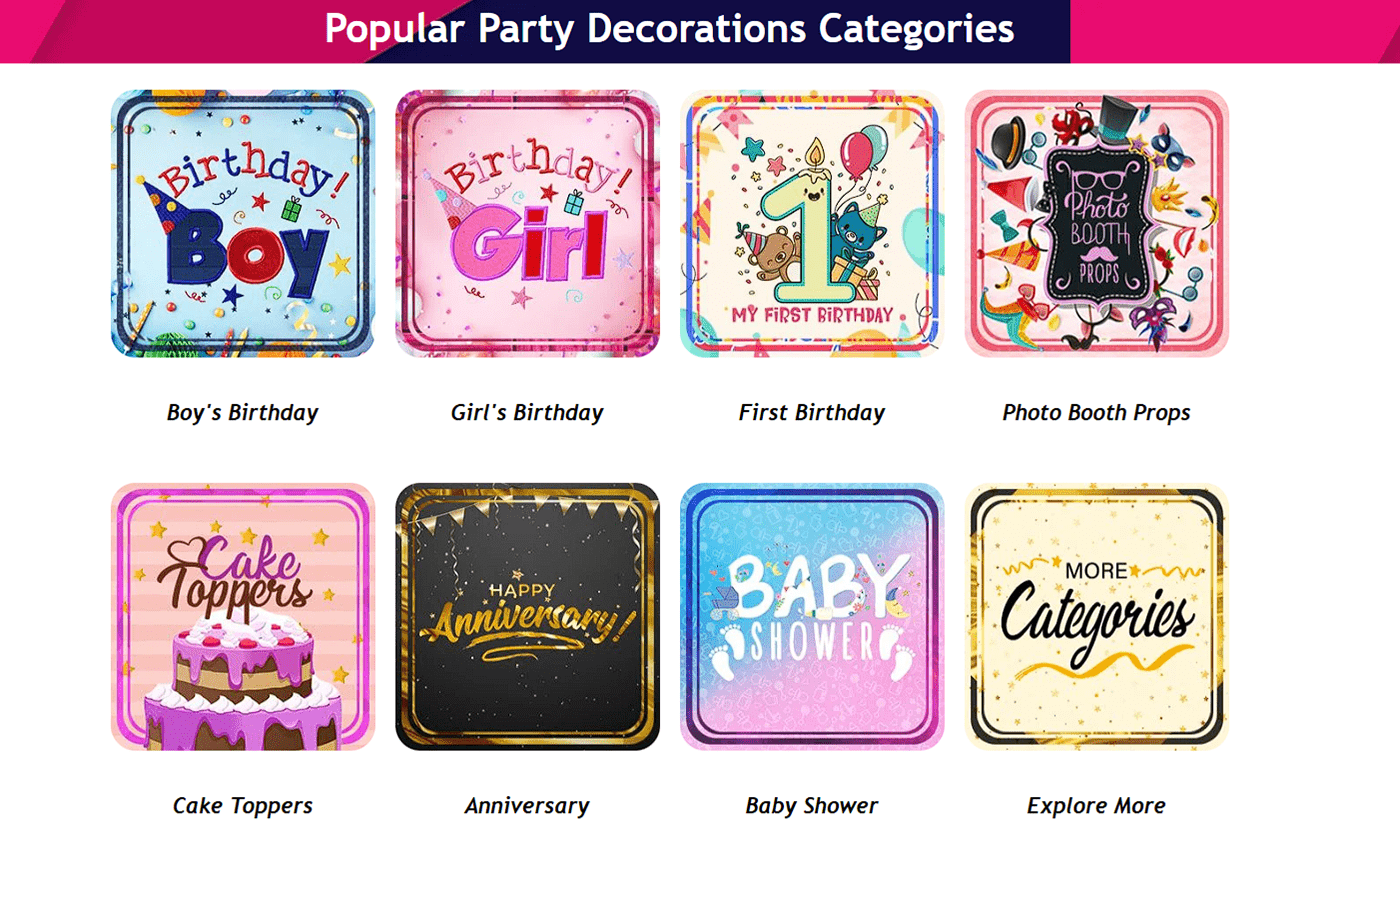 Popular Party Decorations Categories
Birthday!
Boy
Birthday!
Girl
1
MY FIRST BIRTHDAY
Photo
BOOTH
PROPS
Boy's Birthday
Girl's Birthday
First Birthday
Photo Booth Props
Cake
Toppers
HAPPY
Anniversary!
BABY
SHOWER
MORE
Categories
Cake Toppers
Anniversary
Baby Shower
Explore More